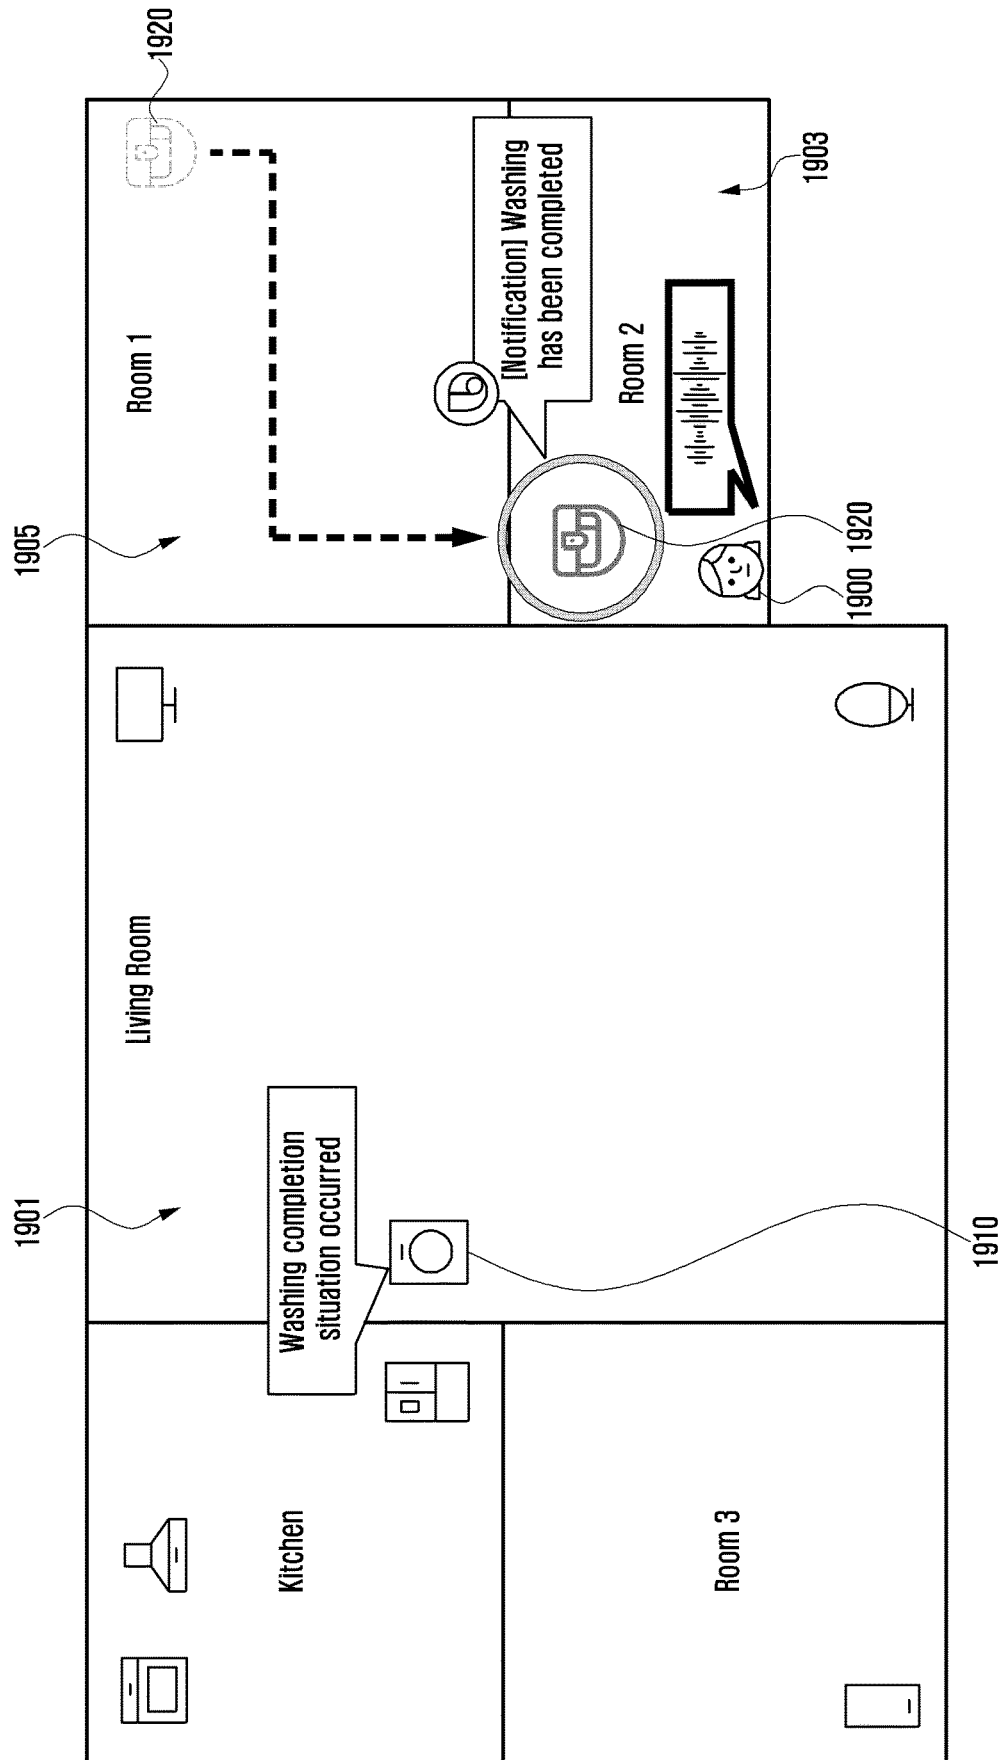 1901
1905
1920
Kitchen
Living Room
Room 1
Washing completion
situation occurred
[Notification] Washing
has been completed
Room 2
Room 3
1910
1900
1920
1903